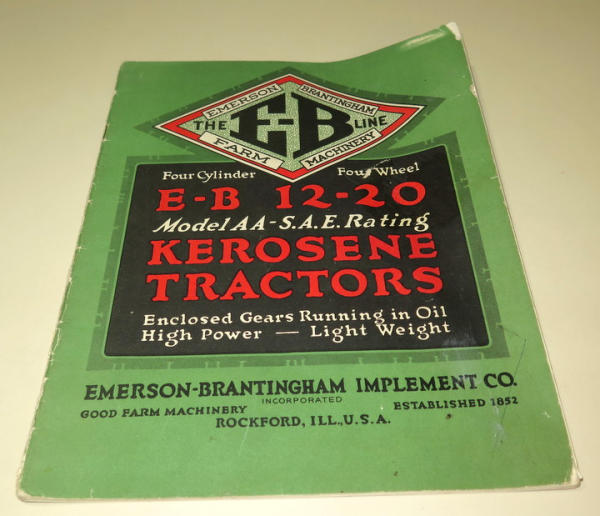 EMERSON BRANTINGHAM
THE E-B LINE
FARM MACHINERY
Four Cylinder Four Wheel
E-B 12-20
Model AA-S.A.E. Rating
KEROSENE
TRACTORS
Enclosed Gears Running in Oil
High Power — Light Weight
EMERSON-BRANTINGHAM IMPLEMENT CO.
INCORPORATED
GOOD FARM MACHINERY ESTABLISHED 1852
ROCKFORD, ILL., U.S.A.